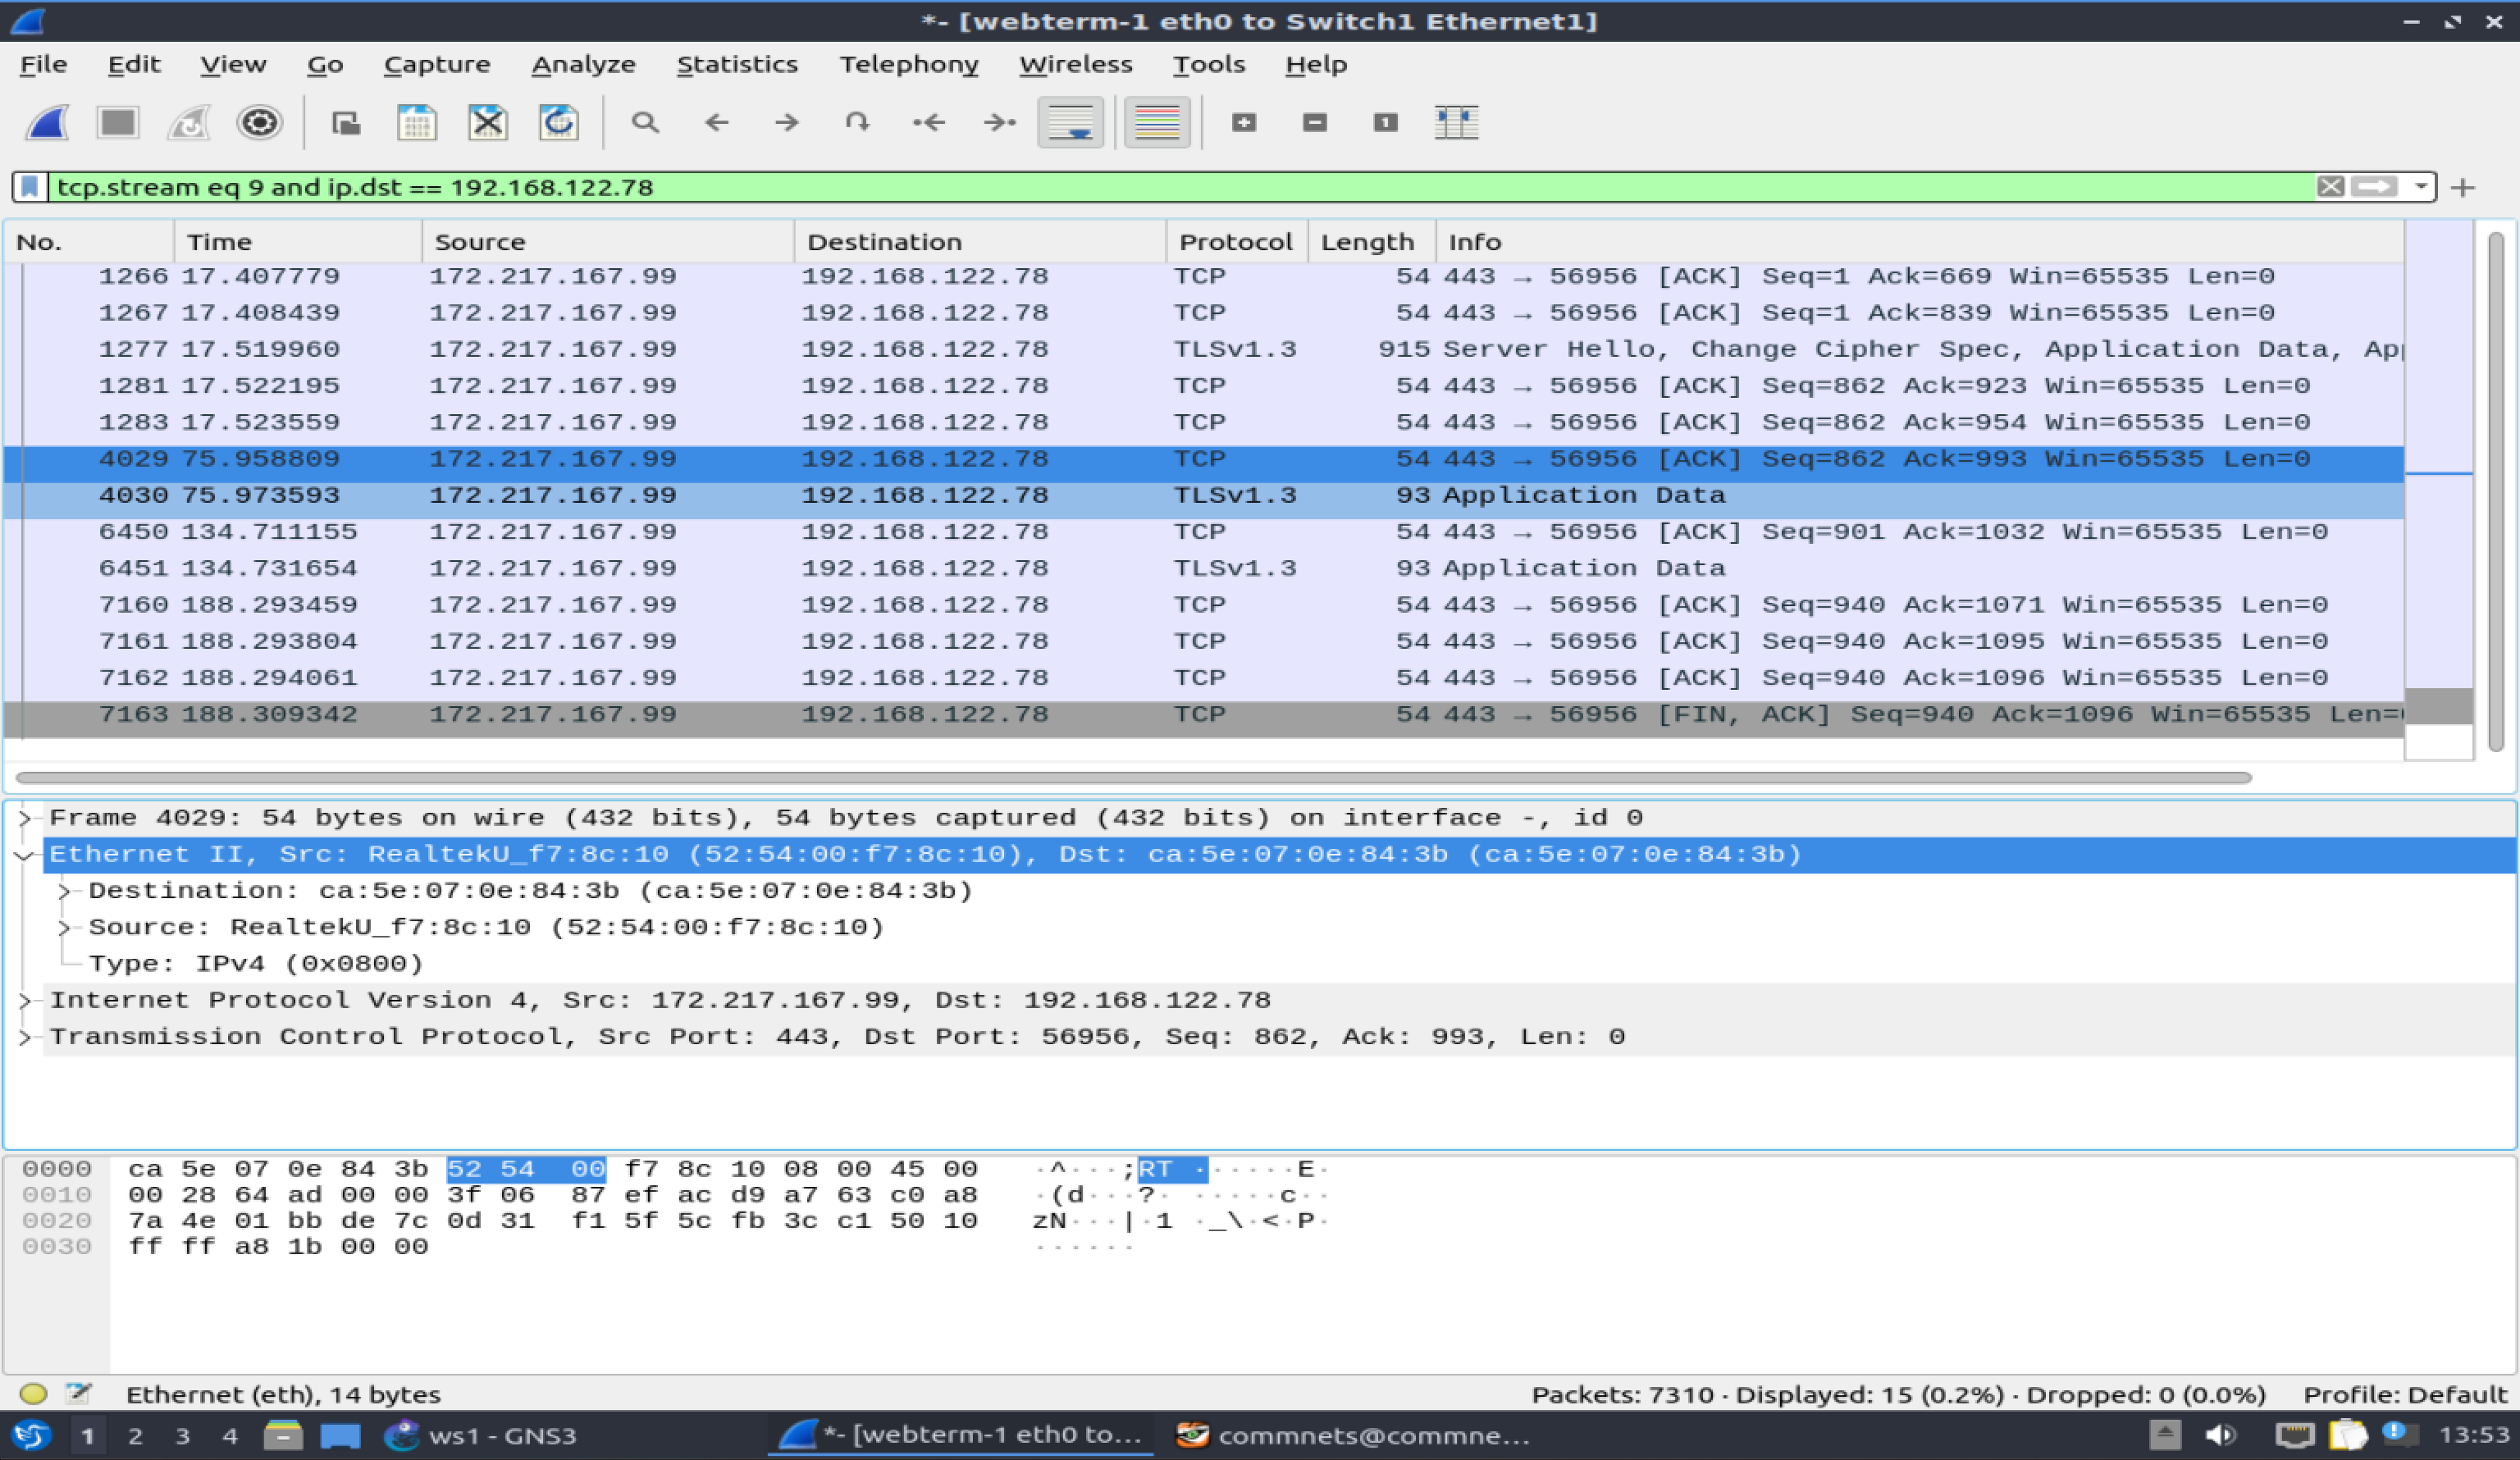 *- [webterm-1 eth0 to Switch1 Ethernet1]
File Edit View Go Capture Analyze Statistics Telephony Wireless Tools Help
tcp.stream eq 9 and ip.dst == 192.168.122.78
No. Time Source Destination Protocol Length Info
1266 17.407779 172.217.167.99 192.168.122.78 TCP 54 443 → 56956 [ACK] Seq=1 Ack=669 Win=65535 Len=0
1267 17.408439 172.217.167.99 192.168.122.78 TCP 54 443 → 56956 [ACK] Seq=1 Ack=839 Win=65535 Len=0
1277 17.519960 172.217.167.99 192.168.122.78 TLSv1.3 915 Server Hello, Change Cipher Spec, Application Data, App
1281 17.522195 172.217.167.99 192.168.122.78 TCP 54 443 → 56956 [ACK] Seq=862 Ack=923 Win=65535 Len=0
1283 17.523559 172.217.167.99 192.168.122.78 TCP 54 443 → 56956 [ACK] Seq=862 Ack=954 Win=65535 Len=0
4029 75.958809 172.217.167.99 192.168.122.78 TCP 54 443 → 56956 [ACK] Seq=862 Ack=993 Win=65535 Len=0
4030 75.973593 172.217.167.99 192.168.122.78 TLSv1.3 93 Application Data
6450 134.711155 172.217.167.99 192.168.122.78 TCP 54 443 → 56956 [ACK] Seq=901 Ack=1032 Win=65535 Len=0
6451 134.731654 172.217.167.99 192.168.122.78 TLSv1.3 93 Application Data
7160 188.293459 172.217.167.99 192.168.122.78 TCP 54 443 → 56956 [ACK] Seq=940 Ack=1071 Win=65535 Len=0
7161 188.293804 172.217.167.99 192.168.122.78 TCP 54 443 → 56956 [ACK] Seq=940 Ack=1095 Win=65535 Len=0
7162 188.294061 172.217.167.99 192.168.122.78 TCP 54 443 → 56956 [ACK] Seq=940 Ack=1096 Win=65535 Len=0
7163 188.309342 172.217.167.99 192.168.122.78 TCP 54 443 → 56956 [FIN, ACK] Seq=940 Ack=1096 Win=65535 Len=
Frame 4029: 54 bytes on wire (432 bits), 54 bytes captured (432 bits) on interface -, id 0
Ethernet II, Src: RealtekU_f7:8c:10 (52:54:00:f7:8c:10), Dst: ca:5e:07:0e:84:3b (ca:5e:07:0e:84:3b)
Destination: ca:5e:07:0e:84:3b (ca:5e:07:0e:84:3b)
Source: RealtekU_f7:8c:10 (52:54:00:f7:8c:10)
Type: IPv4 (0x0800)
Internet Protocol Version 4, Src: 172.217.167.99, Dst: 192.168.122.78
Transmission Control Protocol, Src Port: 443, Dst Port: 56956, Seq: 862, Ack: 993, Len: 0
0000 ca 5e 07 0e 84 3b 52 54 00 f7 8c 10 08 00 45 00 ·^···;RT ······E·
0010 00 28 64 ad 00 00 3f 06 87 ef ac d9 a7 63 c0 a8 ·(d···?· ·····c··
0020 7a 4e 01 bb de 7c 0d 31 f1 5f 5c fb 3c c1 50 10 zN···|·1 ·_\·<·P·
0030 ff ff a8 1b 00 00 ······
Ethernet (eth), 14 bytes Packets: 7310 · Displayed: 15 (0.2%) · Dropped: 0 (0.0%) Profile: Default
1 2 3 4 ws1 - GNS3 *- [webterm-1 eth0 to... commnets@commne... 13:53